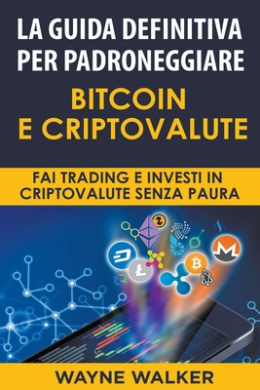 LA GUIDA DEFINITIVA
PER PADRONEGGIARE
BITCOIN
E CRIPTOVALUTE
FAI TRADING E INVESTI IN
CRIPTOVALUTE SENZA PAURA
WAYNE WALKER